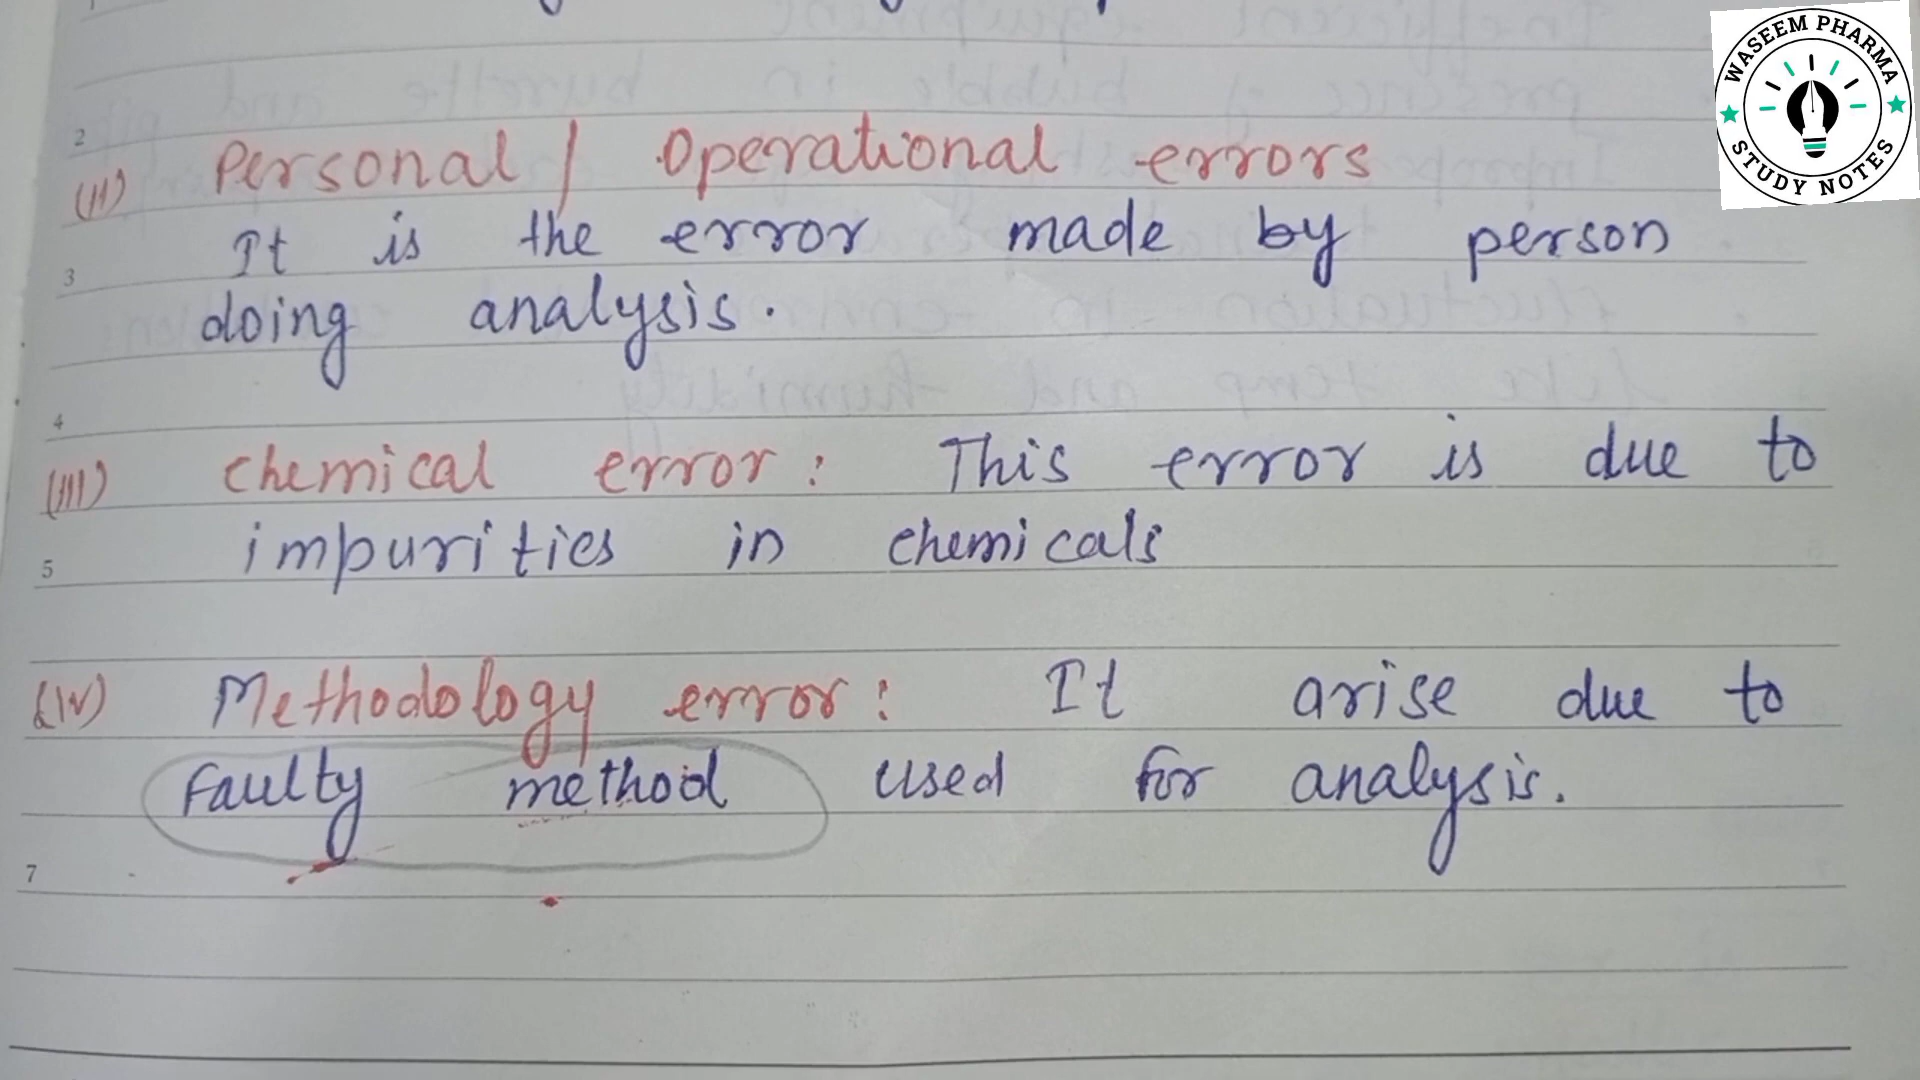 WASEEM PHARMA
STUDY NOTES
2
(II) Personal / Operational errors
It is the error made by person
3
doing analysis.
4
(III) Chemical error : This error is due to
impurities in chemicals
5
(IV) Methodology error : It arise due to
Faulty method used for analysis.
7